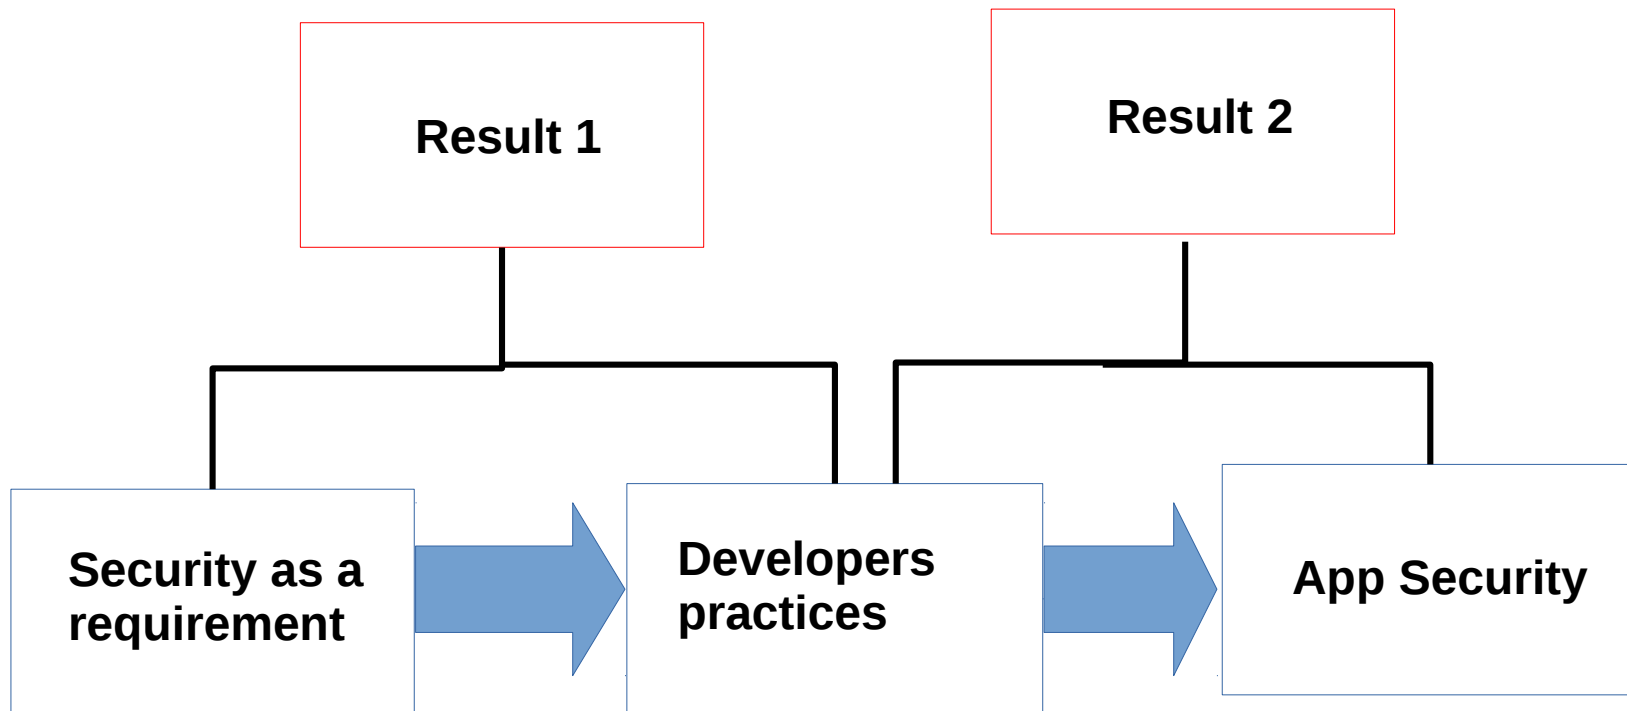 Result 1
Result 2
Security as a
requirement
Developers
practices
App Security